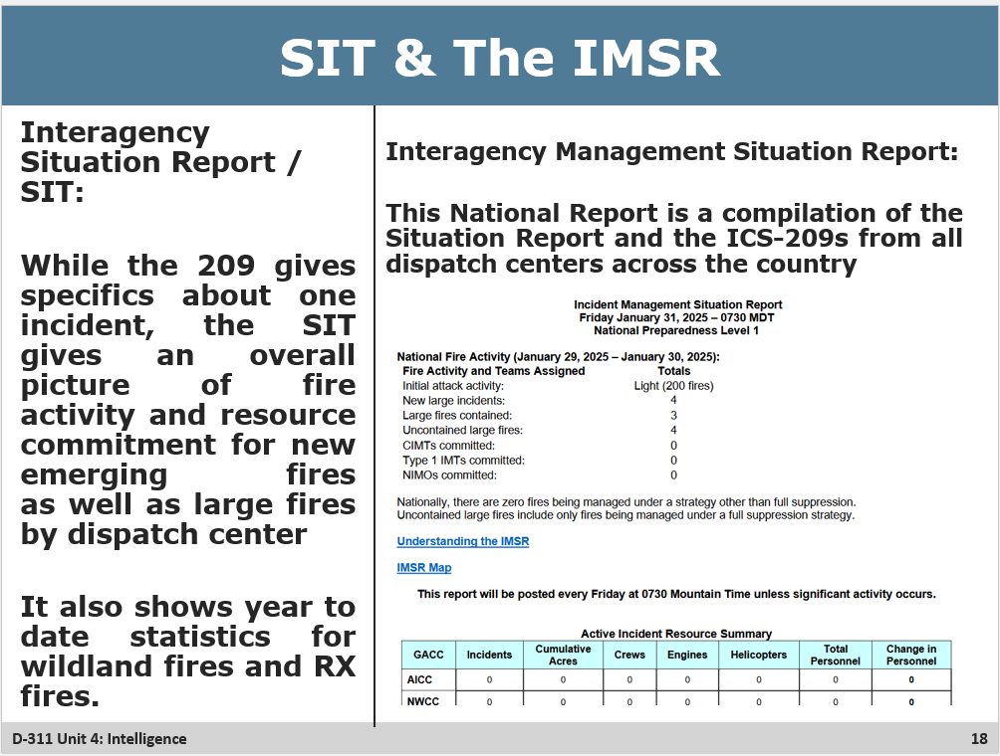 SIT & The IMSR
Interagency
Situation Report /
SIT:
While the 209 gives
specifics about one
incident, the SIT
gives an overall
picture of fire
activity and resource
commitment for new
emerging fires
as well as large fires
by dispatch center
It also shows year to
date statistics for
wildland fires and RX
fires.
Interagency Management Situation Report:
This National Report is a compilation of the
Situation Report and the ICS-209s from all
dispatch centers across the country
Incident Management Situation Report
Friday January 31, 2025 – 0730 MDT
National Preparedness Level 1
National Fire Activity (January 29, 2025 – January 30, 2025):
Fire Activity and Teams Assigned Totals
Initial attack activity: Light (200 fires)
New large incidents: 4
Large fires contained: 3
Uncontained large fires: 4
CIMTs committed: 0
Type 1 IMTs committed: 0
NIMOs committed: 0
Nationally, there are zero fires being managed under a strategy other than full suppression.
Uncontained large fires include only fires being managed under a full suppression strategy.
Understanding the IMSR
IMSR Map
This report will be posted every Friday at 0730 Mountain Time unless significant activity occurs.
Active Incident Resource Summary
GACC Incidents Cumulative Acres Crews Engines Helicopters Total Personnel Change in Personnel
AICC 0 0 0 0 0 0 0
NWCC 0 0 0 0 0 0 0
D-311 Unit 4: Intelligence 18